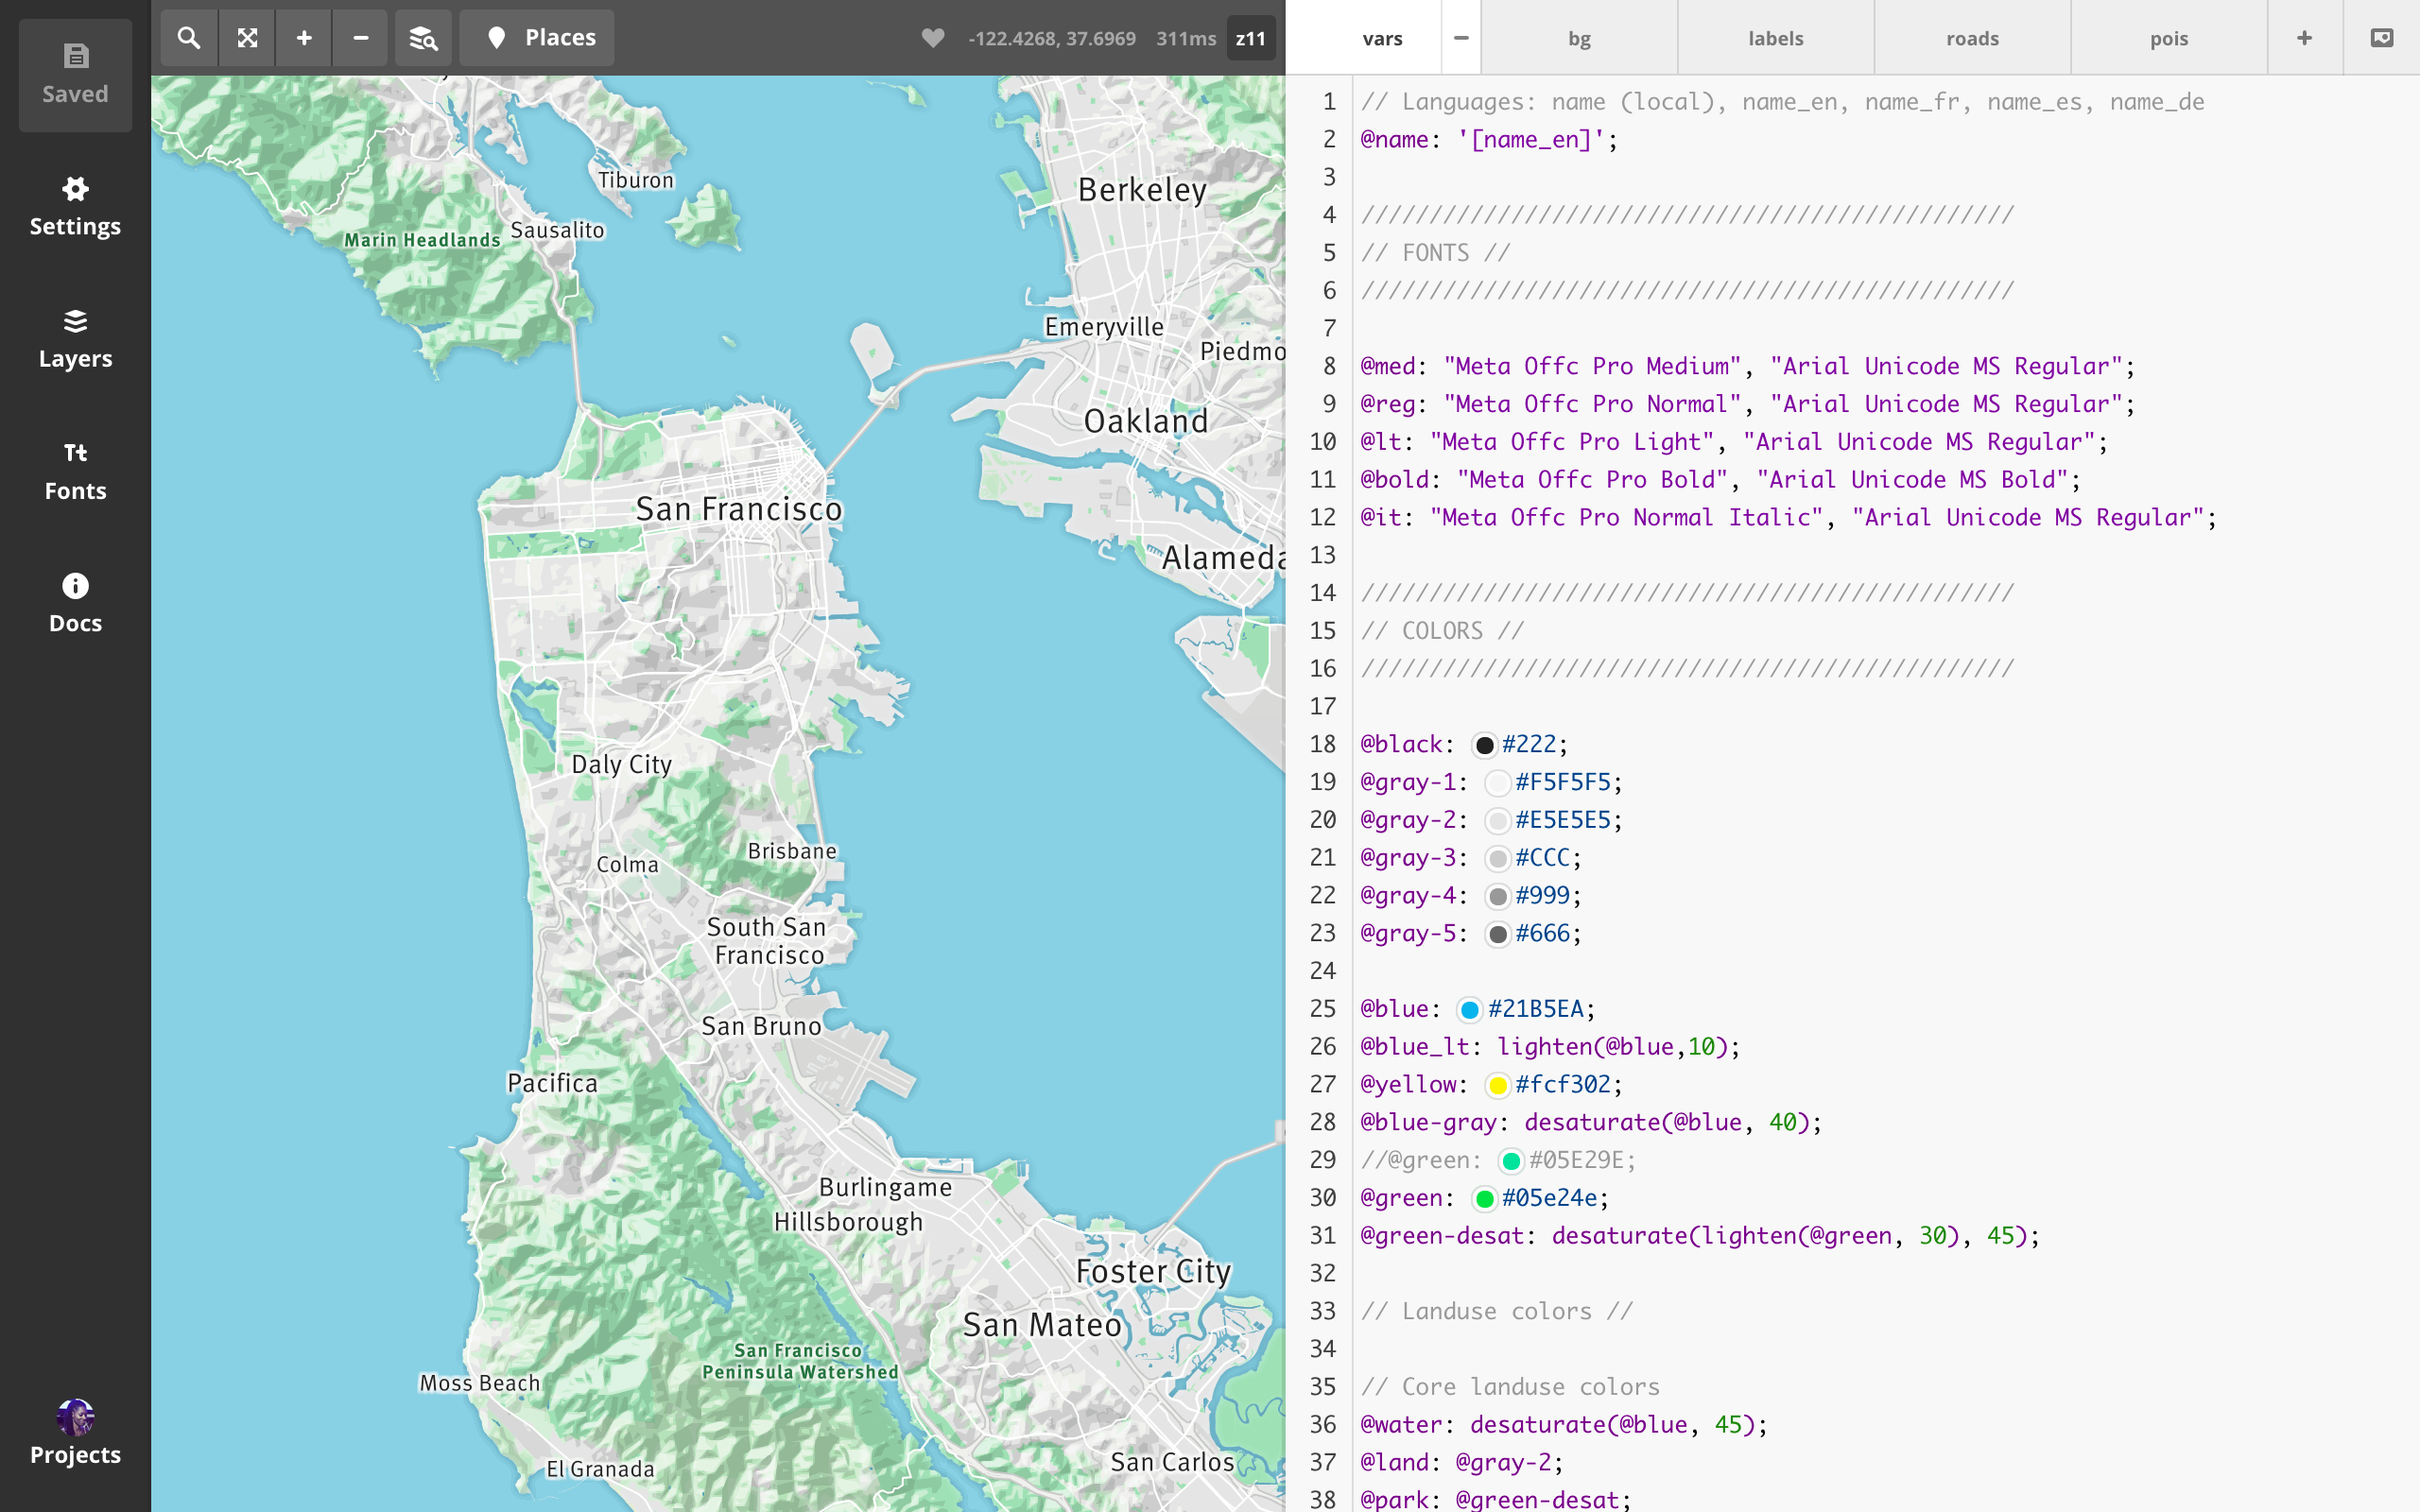 Saved
Settings
Layers
Fonts
Docs
Projects
Places
-122.4268, 37.6969 311ms z11
Tiburon
Berkeley
Sausalito
Marin Headlands
Emeryville
Piedmo
Oakland
San Francisco
Alameda
Daly City
Brisbane
Colma
South San
Francisco
San Bruno
Pacifica
Burlingame
Hillsborough
Foster City
San Mateo
San Francisco
Peninsula Watershed
Moss Beach
San Carlos
El Granada
vars bg labels roads pois
1 // Languages: name (local), name_en, name_fr, name_es, name_de
2 @name: '[name_en]';
3
4 ////////////////////////////////////////////////
5 // FONTS //
6 ////////////////////////////////////////////////
7
8 @med: "Meta Offc Pro Medium", "Arial Unicode MS Regular";
9 @reg: "Meta Offc Pro Normal", "Arial Unicode MS Regular";
10 @lt: "Meta Offc Pro Light", "Arial Unicode MS Regular";
11 @bold: "Meta Offc Pro Bold", "Arial Unicode MS Bold";
12 @it: "Meta Offc Pro Normal Italic", "Arial Unicode MS Regular";
13
14 ////////////////////////////////////////////////
15 // COLORS //
16 ////////////////////////////////////////////////
17
18 @black: #222;
19 @gray-1: #F5F5F5;
20 @gray-2: #E5E5E5;
21 @gray-3: #CCC;
22 @gray-4: #999;
23 @gray-5: #666;
24
25 @blue: #21B5EA;
26 @blue_lt: lighten(@blue,10);
27 @yellow: #fcf302;
28 @blue-gray: desaturate(@blue, 40);
29 //@green: #05E29E;
30 @green: #05e24e;
31 @green-desat: desaturate(lighten(@green, 30), 45);
32
33 // Landuse colors //
34
35 // Core landuse colors
36 @water: desaturate(@blue, 45);
37 @land: @gray-2;
38 @park: @green-desat;